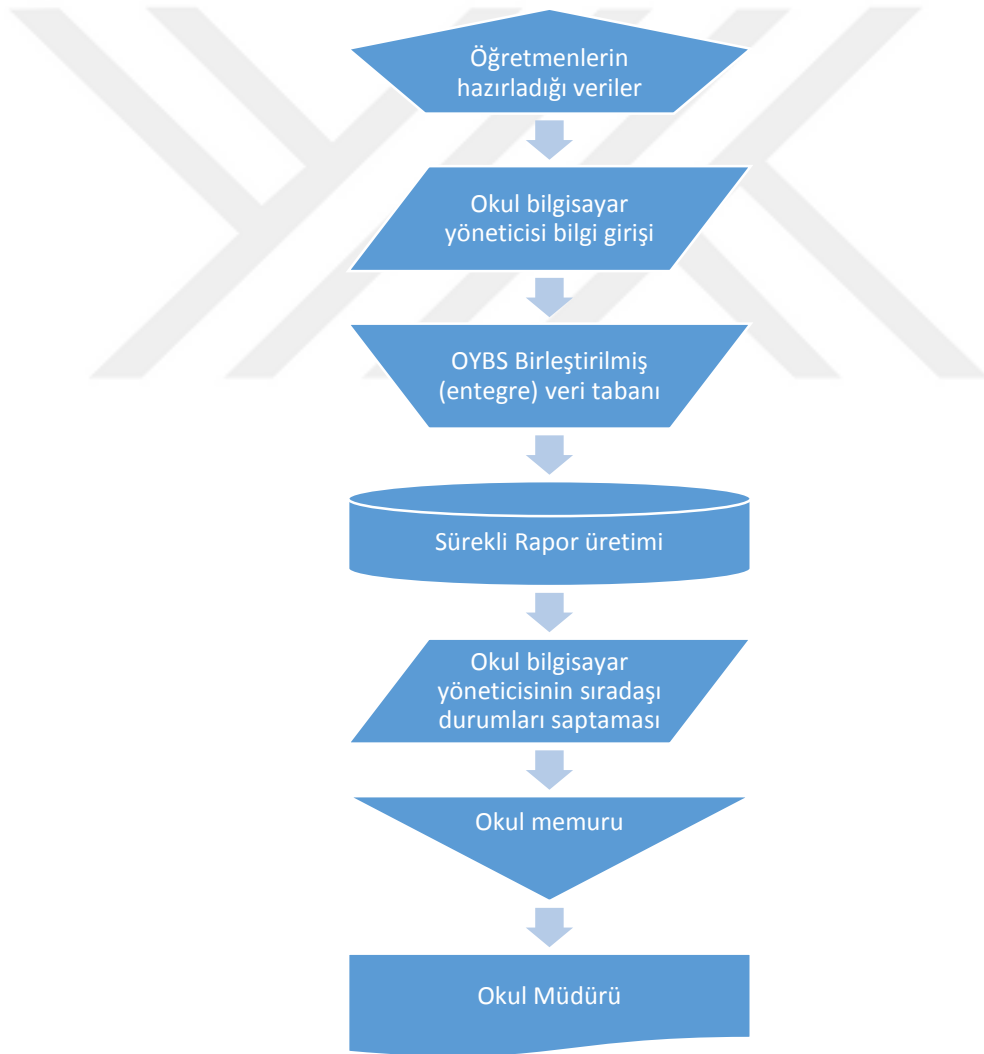 Öğretmenlerin
hazırladığı veriler
Okul bilgisayar
yöneticisi bilgi girişi
OYBS Birleştirilmiş
(entegre) veri tabanı
Sürekli Rapor üretimi
Okul bilgisayar
yöneticisinin sıradaşı
durumları saptaması
Okul memuru
Okul Müdürü